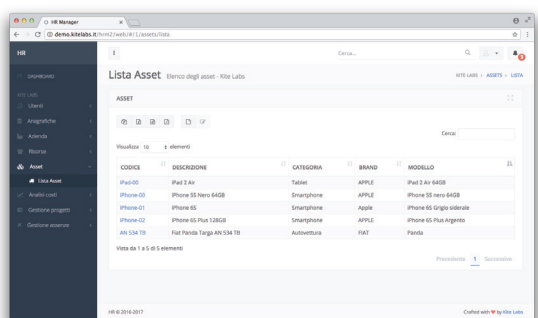 HR Manager
demo.kitelabs.it/hrm2/web/#/1/assets/lista
HR
Cerca...
Lista Asset Elenco degli asset - Kite Labs
KITE LABS > ASSETS > LISTA
DASHBOARD
KITE LABS
Utenti
Anagrafiche
Azienda
Risorse
Asset
Lista Asset
Analisi costi
Gestione progetti
Gestione assenze
ASSET
Cerca:
Visualizza 10 elementi
CODICE DESCRIZIONE CATEGORIA BRAND MODELLO
iPad-00 iPad 2 Air Tablet APPLE iPad 2 Air 64GB
iPhone-00 iPhone 5S Nero 64GB Smartphone APPLE iPhone 5S nero 64GB
iPhone-01 iPhone 6S Smartphone Apple iPhone 6S Grigio siderale
iPhone-02 iPhone 6S Plus 128GB Smartphone APPLE iPhone 6S Plus Argento
AN 534 TB Fiat Panda Targa AN 534 TB Autovettura FIAT Panda
Vista da 1 a 5 di 5 elementi
Precedente 1 Successivo
HR © 2016-2017
Crafted with ♥ by Kite Labs